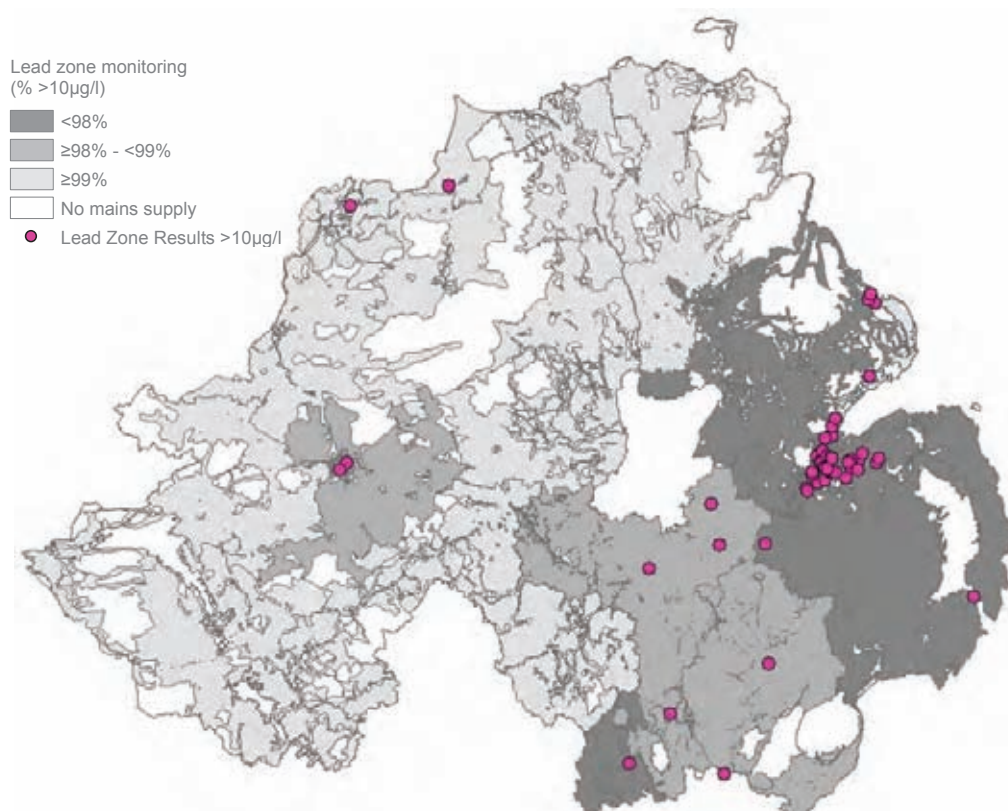 Lead zone monitoring
(% >10µg/l)
<98%
≥98% - <99%
≥99%
No mains supply
Lead Zone Results >10µg/l